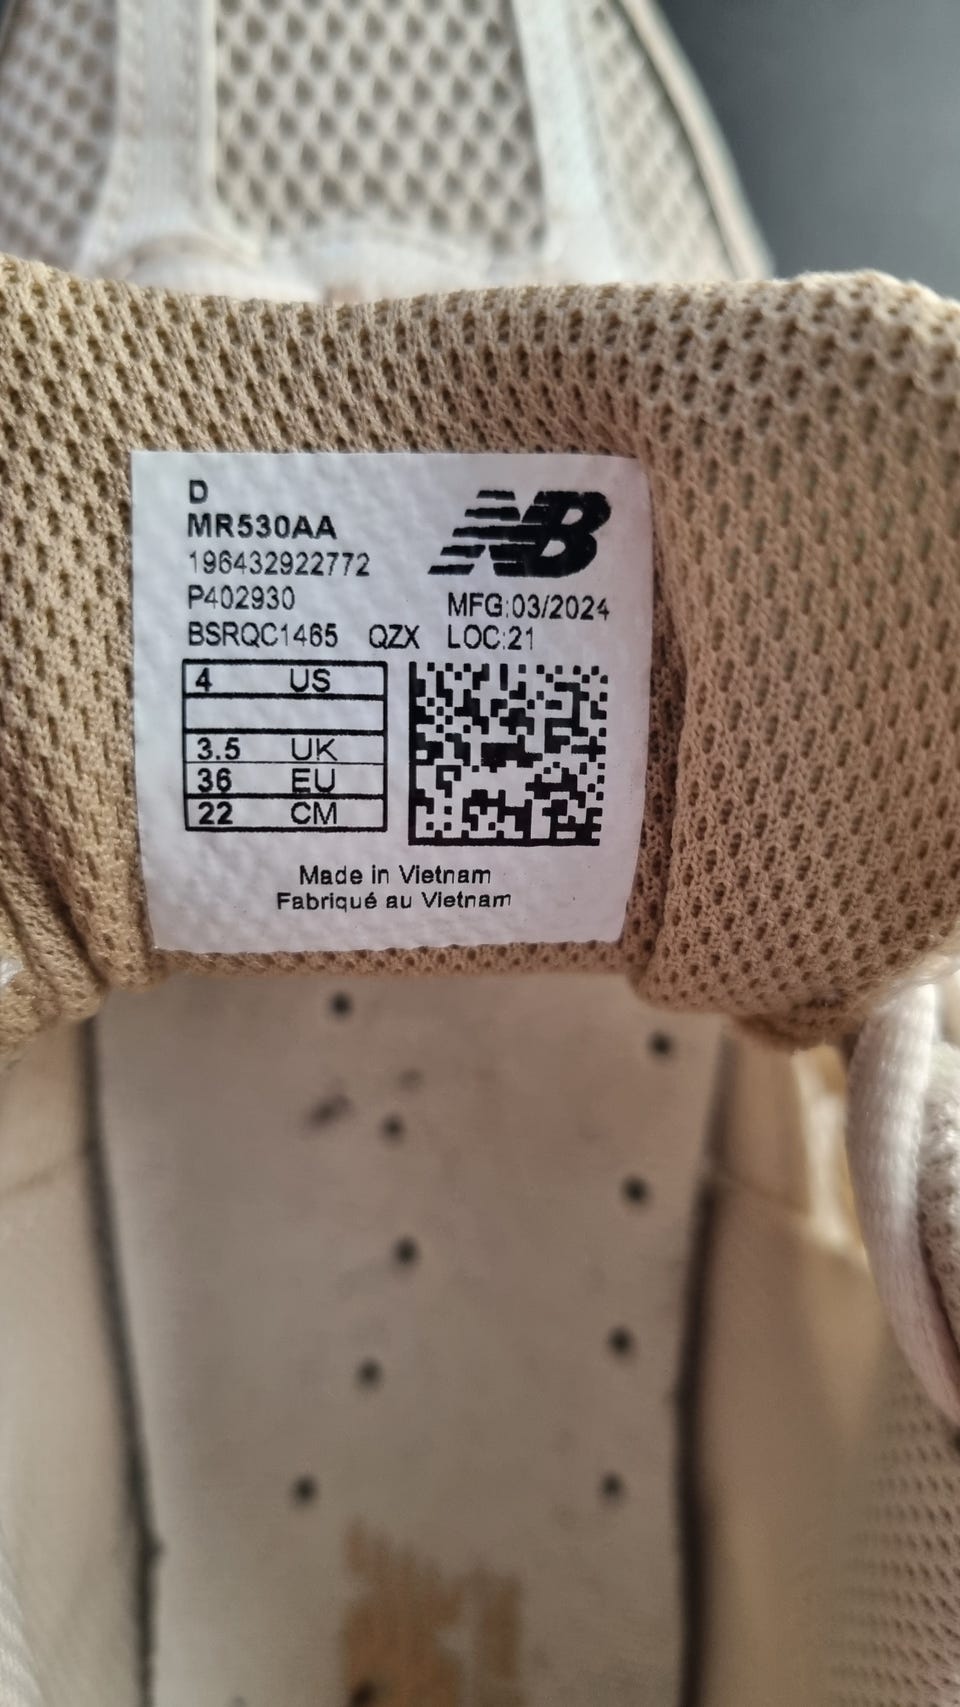 D
MR530AA
196432922772
P402930
MFG:03/2024
BSRQC1465 QZX LOC:21
NB
4 US
3.5 UK
36 EU
22 CM
Made in Vietnam
Fabriqué au Vietnam